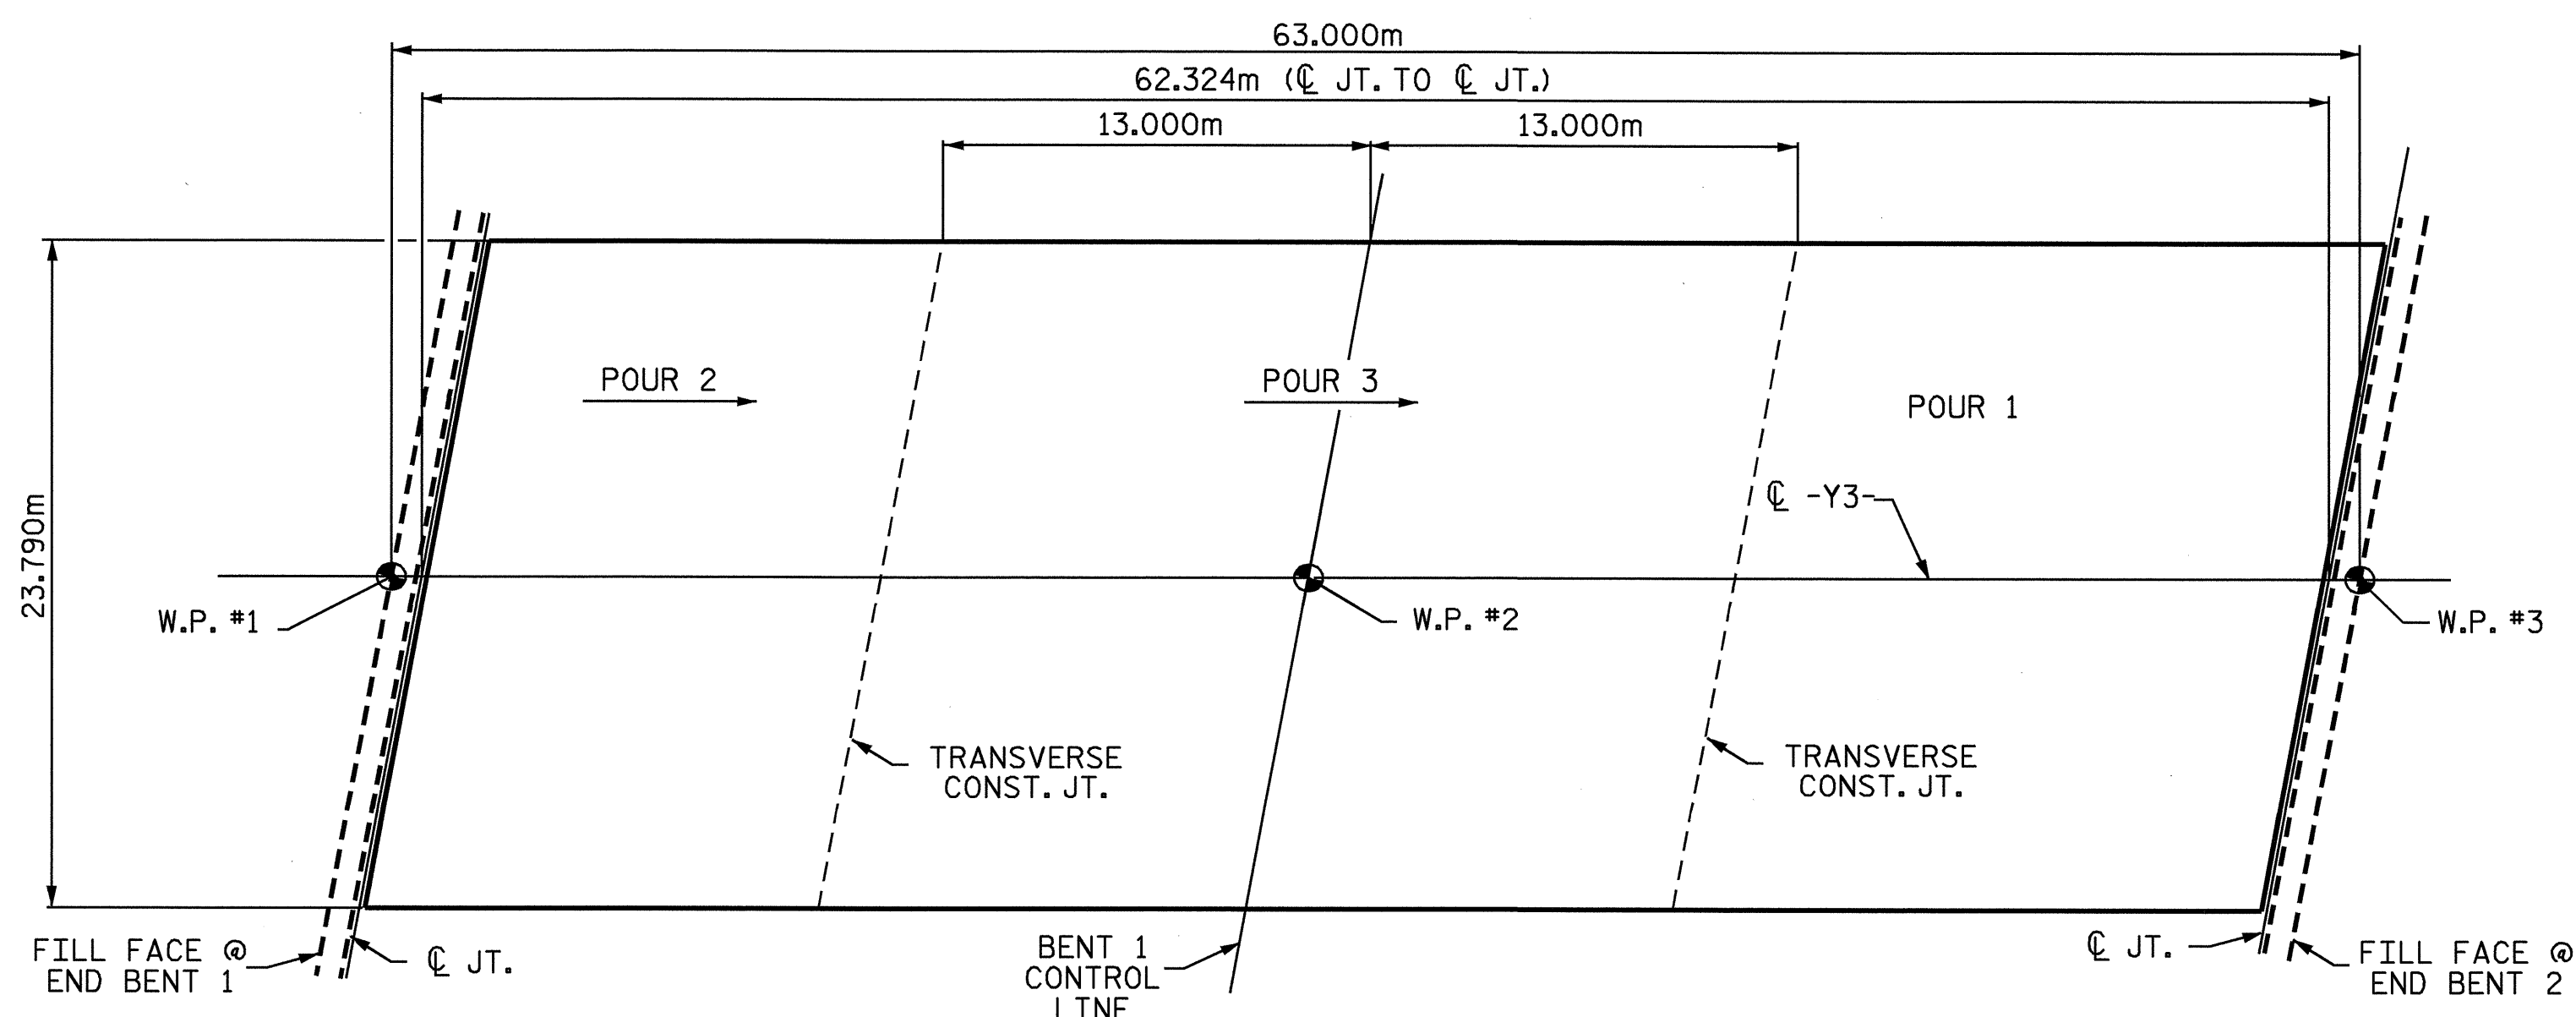 63.000m
62.324m (℄ JT. TO ℄ JT.)
13.000m
13.000m
POUR 2
POUR 3
POUR 1
℄ -Y3-
23.790m
W.P. #1
W.P. #2
W.P. #3
TRANSVERSE
CONST. JT.
TRANSVERSE
CONST. JT.
FILL FACE @
END BENT 1
℄ JT.
BENT 1
CONTROL
LINE
℄ JT.
FILL FACE @
END BENT 2